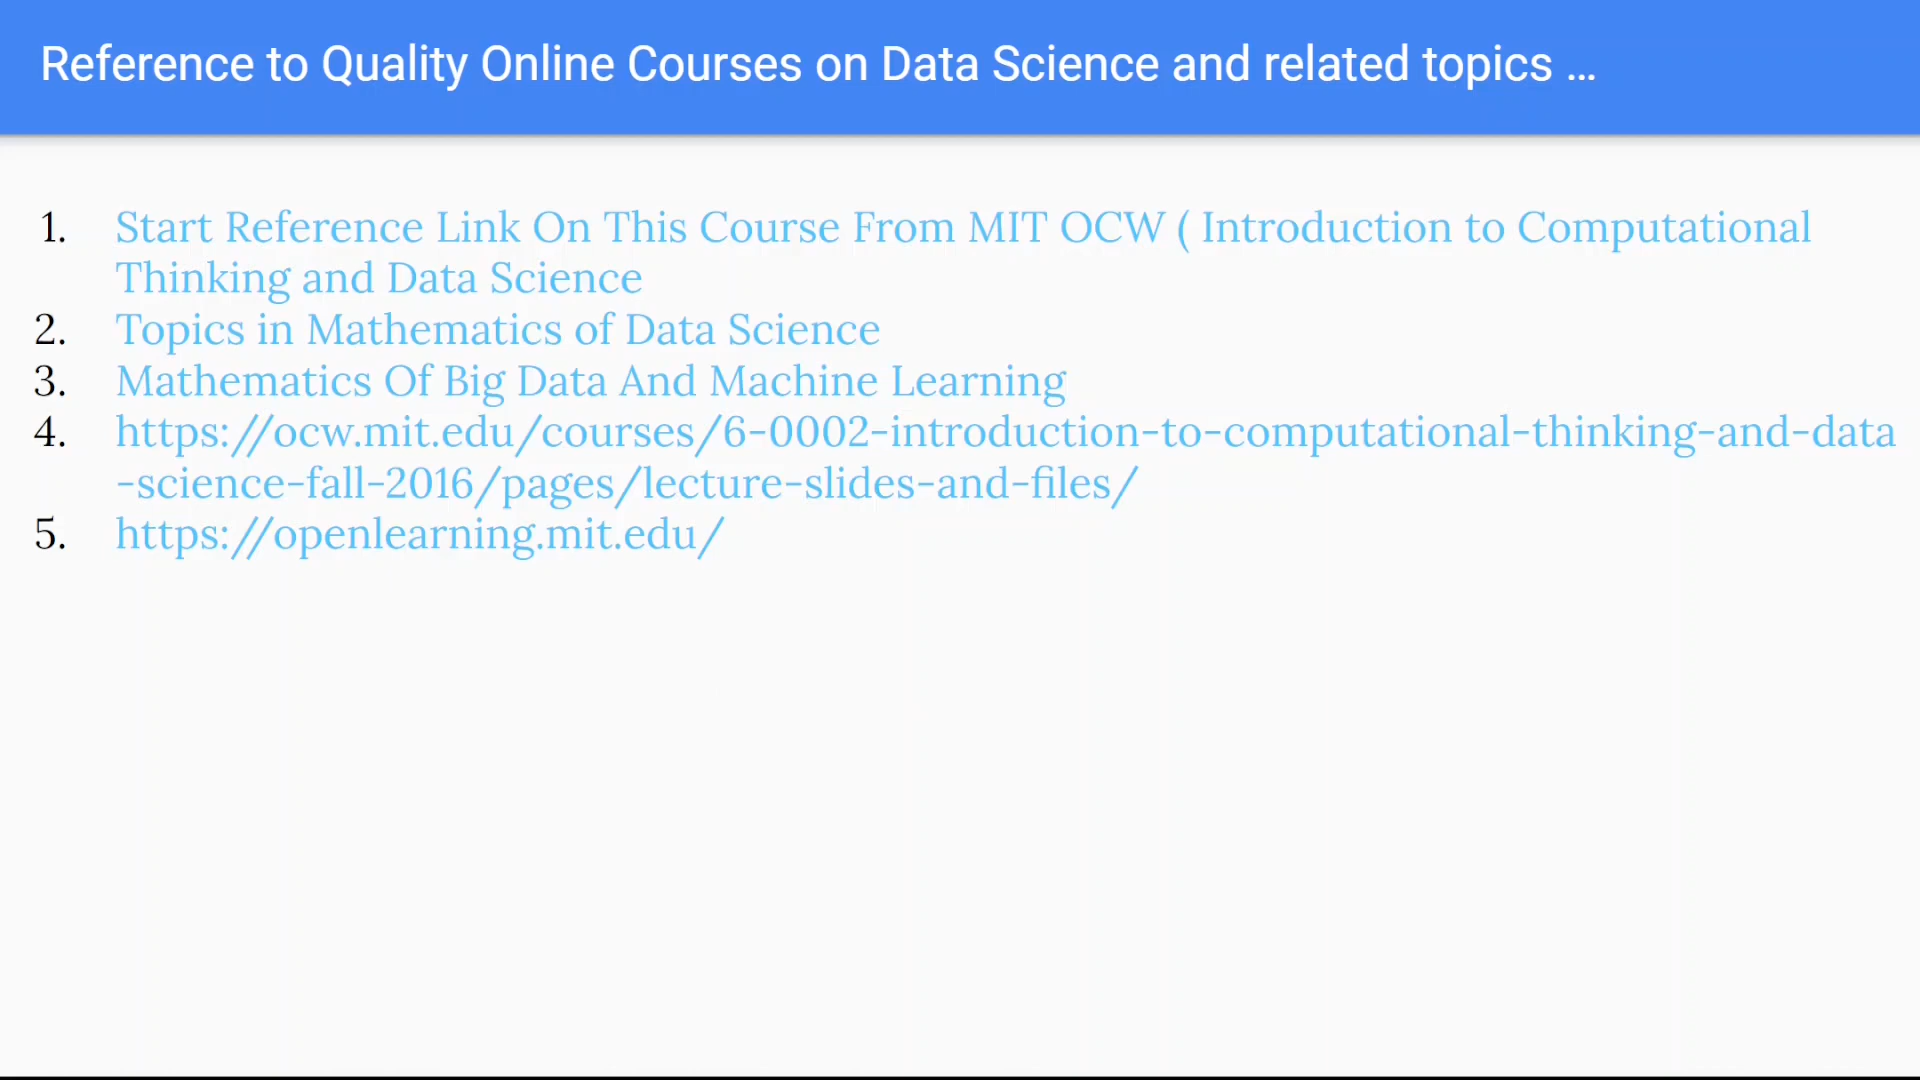 Reference to Quality Online Courses on Data Science and related topics ...
1. Start Reference Link On This Course From MIT OCW ( Introduction to Computational
Thinking and Data Science
2. Topics in Mathematics of Data Science
3. Mathematics Of Big Data And Machine Learning
4. https://ocw.mit.edu/courses/6-0002-introduction-to-computational-thinking-and-data
-science-fall-2016/pages/lecture-slides-and-files/
5. https://openlearning.mit.edu/